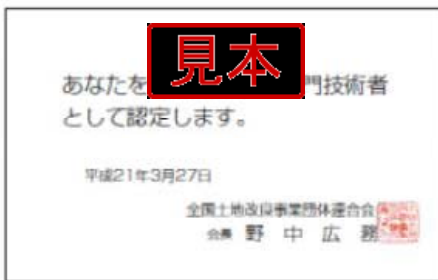 見本
あなたを 門技術者
として認定します。
平成21年3月27日
全国土地改良事業団体連合会
会長 野中広務